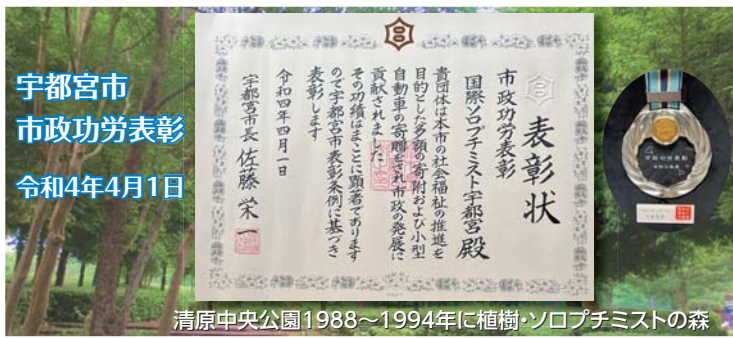 宇都宮市
市政功労表彰
令和4年4月1日
表彰状
市政功労表彰
国際ソロプチミスト宇都宮 殿
貴団体は本市の社会福祉の推進を
目的とした多額の寄附および小型
自動車の寄贈をされ市政の発展に
貢献されました
その功績はまことに顕著であります
ので宇都宮市表彰条例に基づき
表彰します
令和四年四月一日
宇都宮市長 佐藤栄一
市政功労表彰
清原中央公園1988～1994年に植樹・ソロプチミストの森